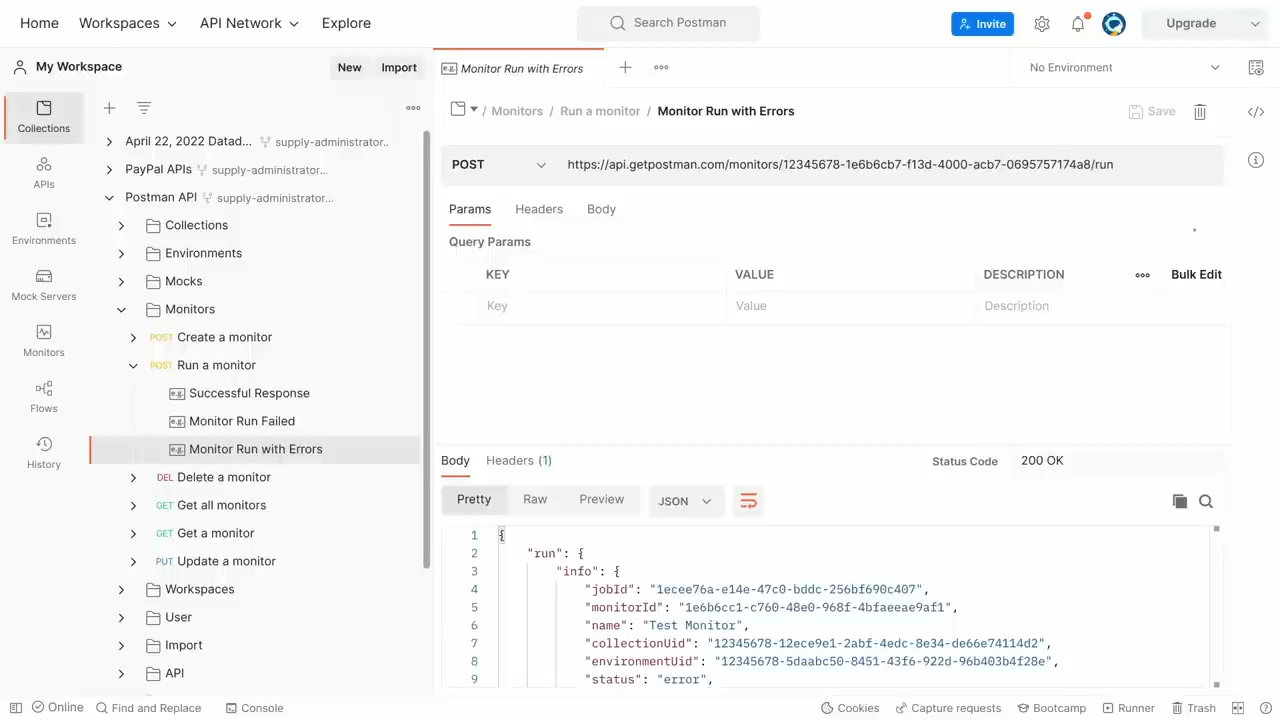 Home Workspaces API Network Explore Search Postman Invite Upgrade
My Workspace New Import
Monitor Run with Errors
No Environment
Collections
APIs
Environments
Mock Servers
Monitors
Flows
History
April 22, 2022 Datad... supply-administrator..
PayPal APIs supply-administrator...
Postman API supply-administrator...
Collections
Environments
Mocks
Monitors
POST Create a monitor
POST Run a monitor
e.g. Successful Response
e.g. Monitor Run Failed
e.g. Monitor Run with Errors
DEL Delete a monitor
GET Get all monitors
GET Get a monitor
PUT Update a monitor
Workspaces
User
Import
API
/ Monitors / Run a monitor / Monitor Run with Errors Save
POST https://api.getpostman.com/monitors/12345678-1e6b6cb7-f13d-4000-acb7-0695757174a8/run
Params Headers Body
Query Params
KEY VALUE DESCRIPTION Bulk Edit
Key Value Description
Body Headers (1) Status Code 200 OK
Pretty Raw Preview JSON
1 {
2 "run": {
3 "info": {
4 "jobId": "1ecee76a-e14e-47c0-bddc-256bf690c407",
5 "monitorId": "1e6b6cc1-c760-48e0-968f-4bfaeeae9af1",
6 "name": "Test Monitor",
7 "collectionUid": "12345678-12ece9e1-2abf-4edc-8e34-de66e74114d2",
8 "environmentUid": "12345678-5daabc50-8451-43f6-922d-96b403b4f28e",
9 "status": "error",
Online Find and Replace Console Cookies Capture requests Bootcamp Runner Trash